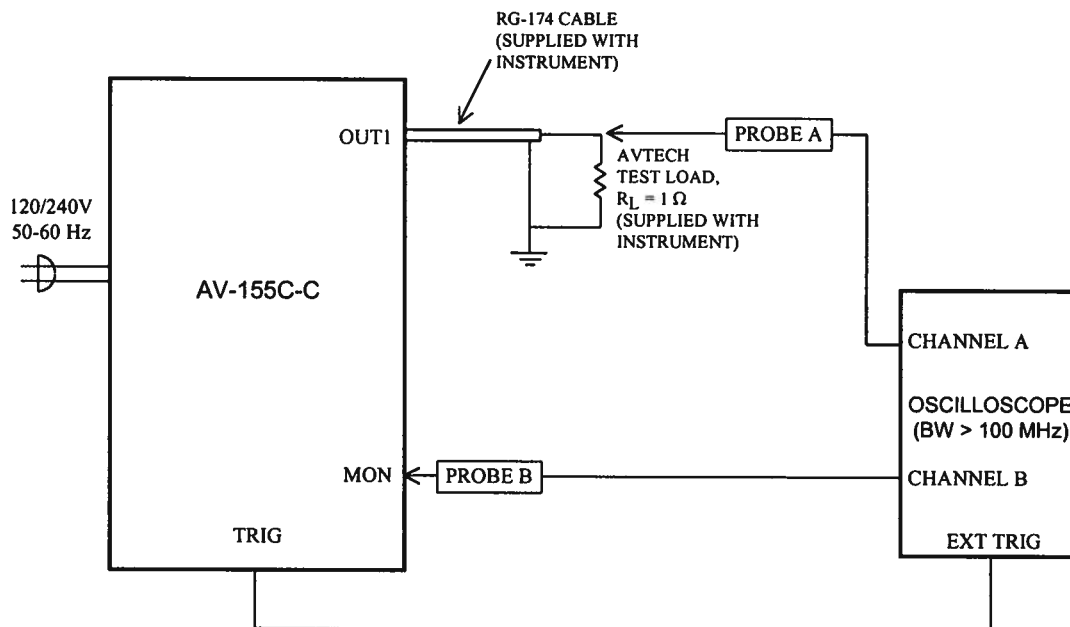 RG-174 CABLE
(SUPPLIED WITH
INSTRUMENT)
OUT1
PROBE A
AVTECH
TEST LOAD,
R_L = 1 Ω
(SUPPLIED WITH
INSTRUMENT)
120/240V
50-60 Hz
AV-155C-C
CHANNEL A
OSCILLOSCOPE
(BW > 100 MHz)
MON
PROBE B
CHANNEL B
TRIG
EXT TRIG